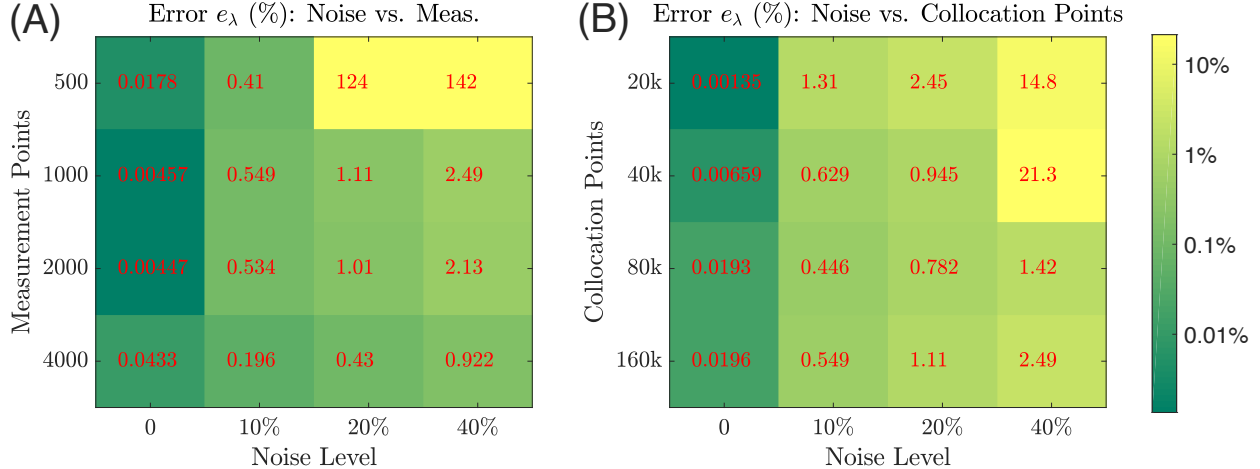 (A) Error e_λ (%): Noise vs. Meas.
Measurement Points
500 0.0178 0.41 124 142
1000 0.00457 0.549 1.11 2.49
2000 0.00447 0.534 1.01 2.13
4000 0.0433 0.196 0.43 0.922
0 10% 20% 40%
Noise Level
(B) Error e_λ (%): Noise vs. Collocation Points
Collocation Points
20k 0.00135 1.31 2.45 14.8
40k 0.00659 0.629 0.945 21.3
80k 0.0193 0.446 0.782 1.42
160k 0.0196 0.549 1.11 2.49
0 10% 20% 40%
Noise Level
10%
1%
0.1%
0.01%